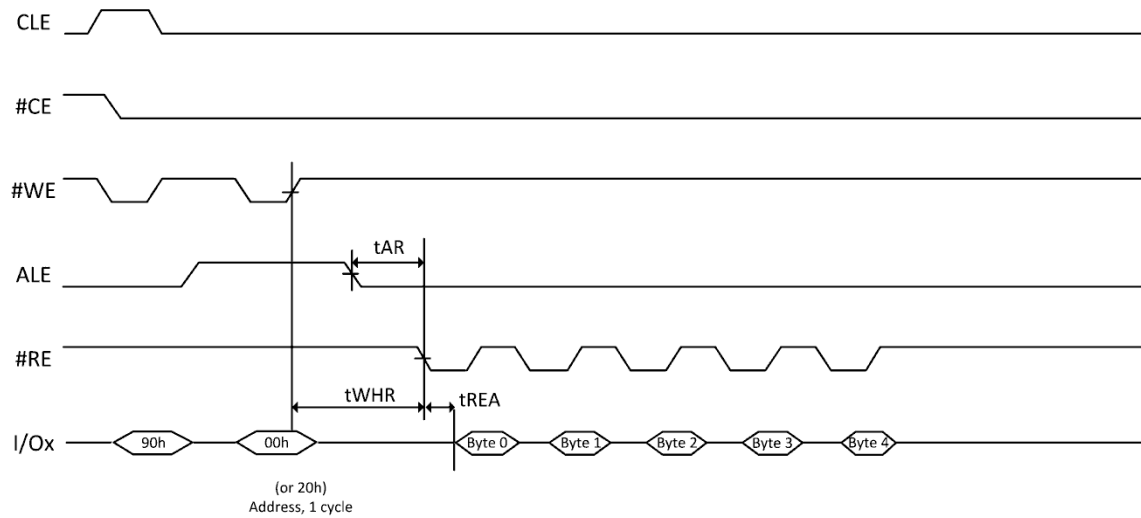 CLE
#CE
#WE
tAR
ALE
#RE
tWHR
tREA
I/Ox
90h
00h
Byte 0
Byte 1
Byte 2
Byte 3
Byte 4
(or 20h)
Address, 1 cycle